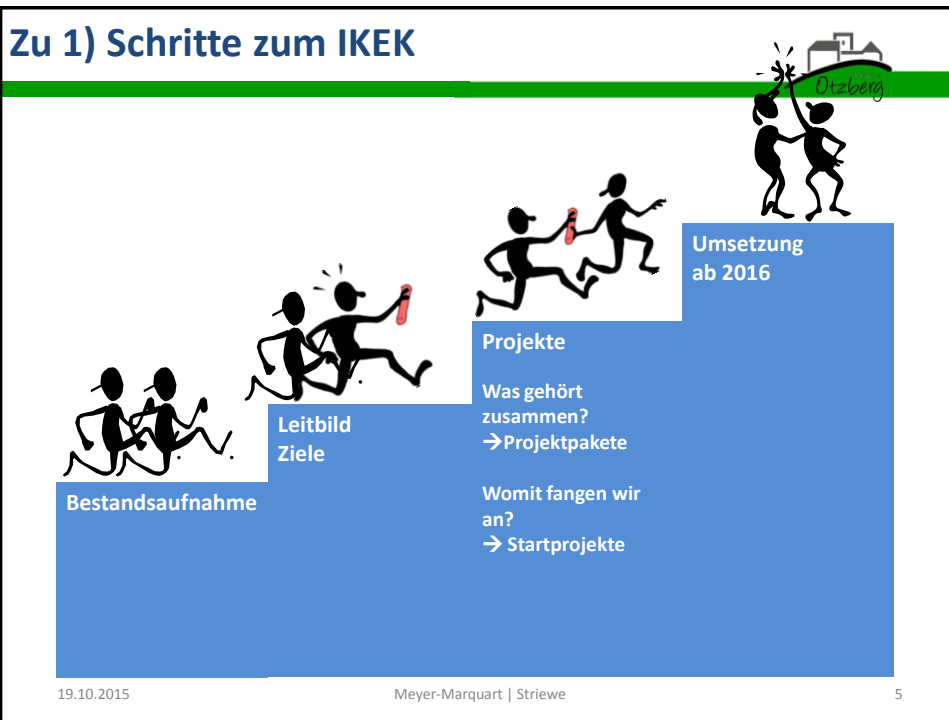 Zu 1) Schritte zum IKEK
Otzberg
Umsetzung
ab 2016
Projekte
Was gehört
zusammen?
→Projektpakete
Womit fangen wir
an?
→ Startprojekte
Leitbild
Ziele
Bestandsaufnahme
19.10.2015
Meyer-Marquart | Striewe
5